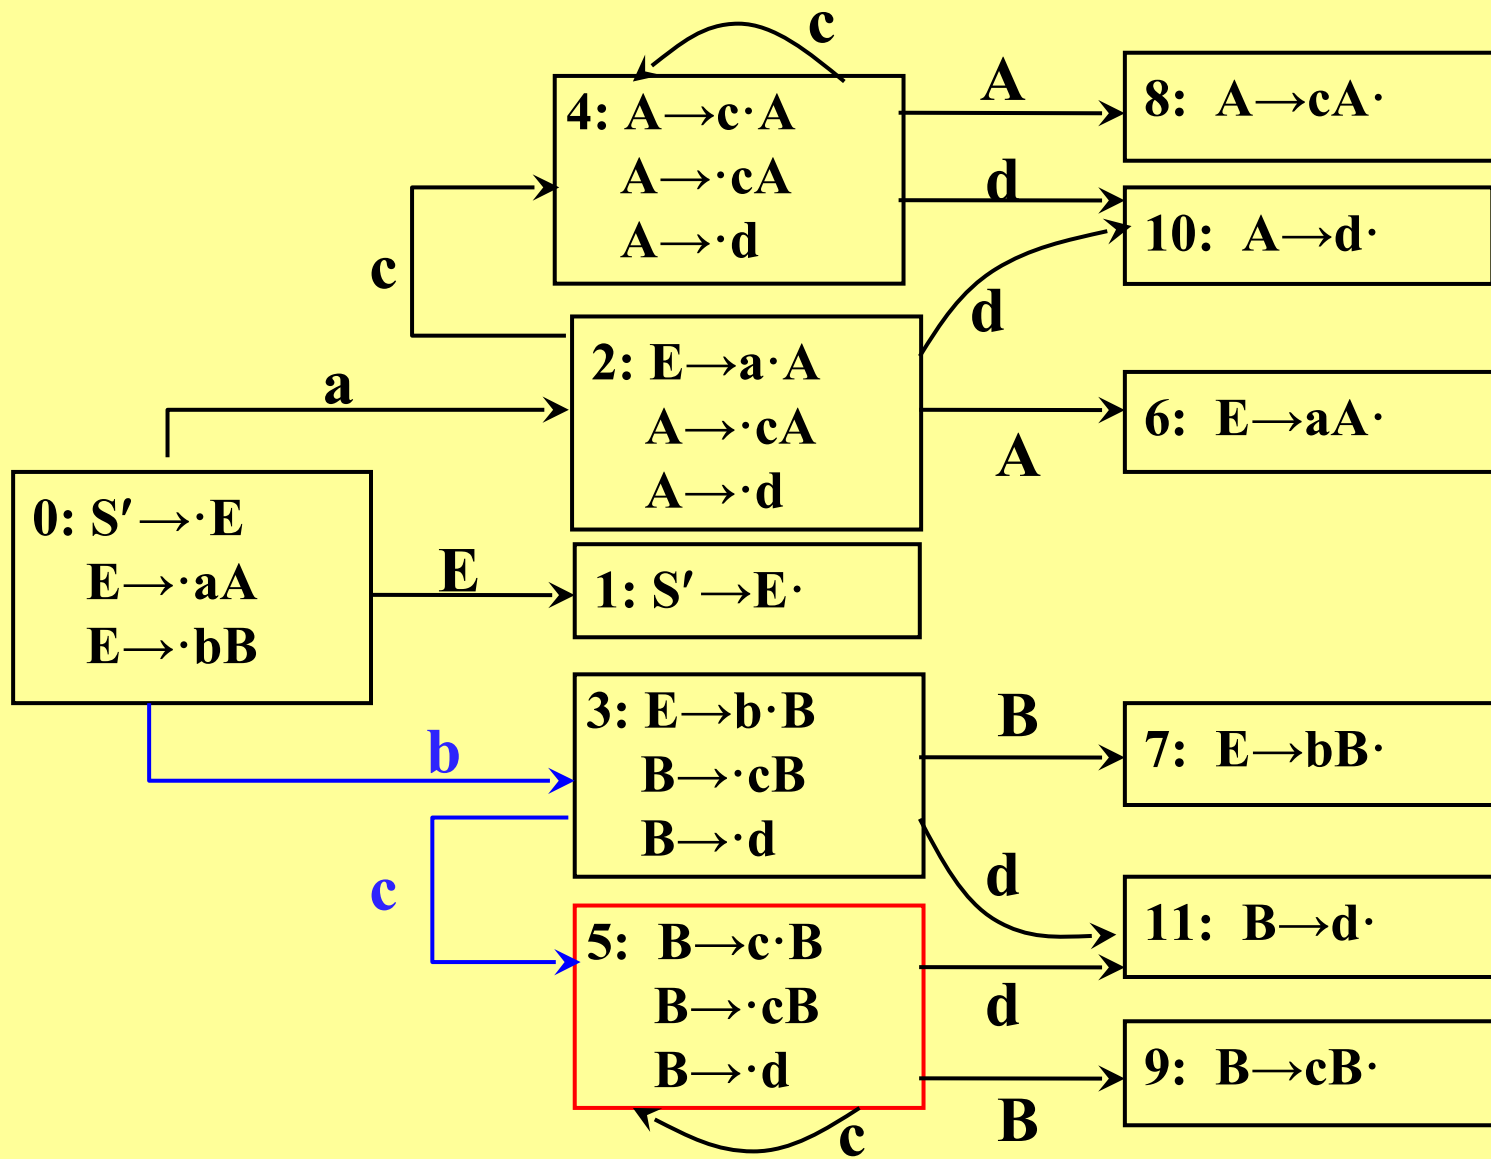 c
4: A→c·A
A→·cA
A→·d
A
8: A→cA·
d
10: A→d·
c
d
2: E→a·A
A→·cA
A→·d
a
A
6: E→aA·
0: S′→·E
E→·aA
E→·bB
E
1: S′→E·
b
3: E→b·B
B→·cB
B→·d
B
7: E→bB·
c
d
11: B→d·
5: B→c·B
B→·cB
B→·d
d
9: B→cB·
B
c